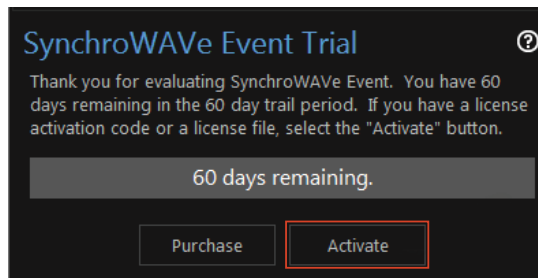 SynchroWAVe Event Trial
Thank you for evaluating SynchroWAVe Event. You have 60
days remaining in the 60 day trail period. If you have a license
activation code or a license file, select the "Activate" button.
60 days remaining.
Purchase Activate